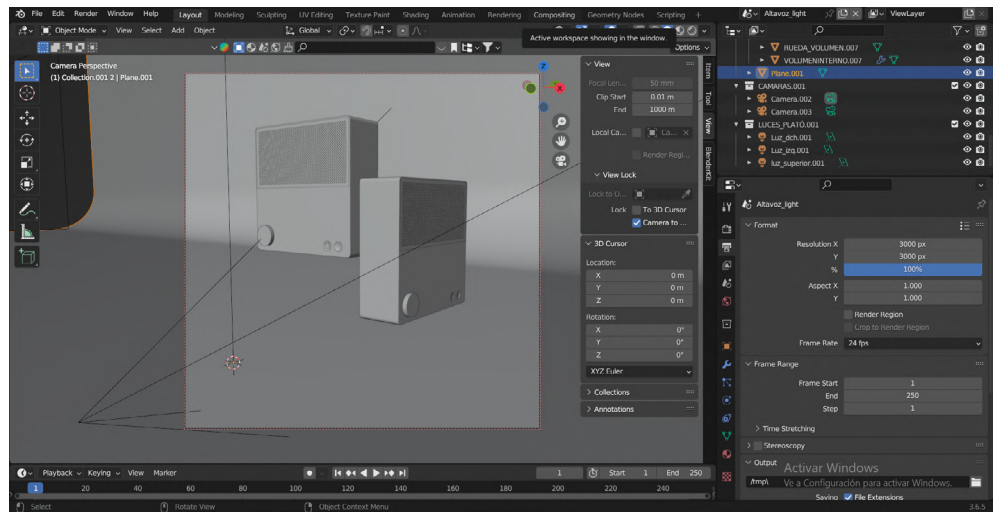 File Edit Render Window Help Layout Modeling Sculpting UV Editing Texture Paint Shading Animation Rendering Compositing Geometry Nodes Scripting + Altavoz_light ViewLayer
Object Mode View Select Add Object Global
Active workspace showing in the window.
Options
Camera Perspective
(1) Collection.001 2 | Plane.001
Z
X
View
Focal Len... 50 mm
Clip Start 0.01 m
End 1000 m
Local Ca... Ca...
Render Regi...
View Lock
Lock to O...
Lock To 3D Cursor
Camera to ...
3D Cursor
Location:
X 0 m
Y 0 m
Z 0 m
Rotation:
X 0°
Y 0°
Z 0°
XYZ Euler
Collections
Annotations
Item
Tool
View
BlenderKit
RUEDA_VOLUMEN.007
VOLUMENINTERNO.007
Plane.001
CAMARAS.001
Camera.002
Camera.003
LUCES_PLATÓ.001
Luz_dch.001
Luz_izq.001
luz_superior.001
Altavoz_light
Format
Resolution X 3000 px
Y 3000 px
% 100%
Aspect X 1.000
Y 1.000
Render Region
Crop to Render Region
Frame Rate 24 fps
Frame Range
Frame Start 1
End 250
Step 1
Time Stretching
Stereoscopy
Output
Activar Windows
/tmp\ Ve a Configuración para activar Windows.
Saving File Extensions
Playback Keying View Marker 1 Start 1 End 250
1 20 40 60 80 100 120 140 160 180 200 220 240
Select Rotate View Object Context Menu 3.6.5